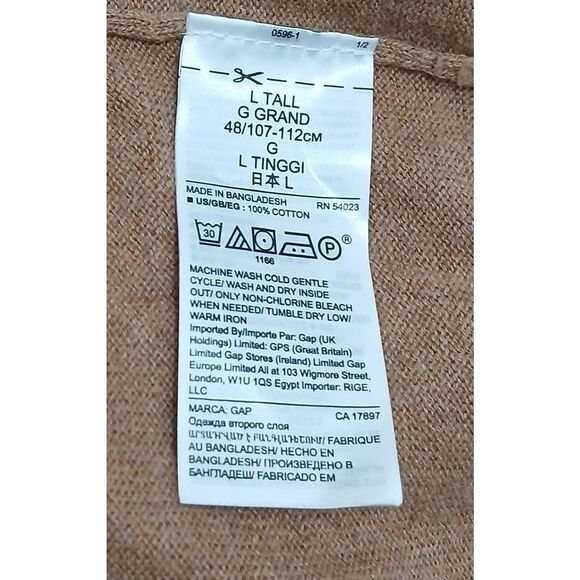 0596-1
1/2
L TALL
G GRAND
48/107-112CM
G
L TINGGI
日本 L
MADE IN BANGLADESH RN 54023
■ US/GB/EG : 100% COTTON
30 P ®
1166
MACHINE WASH COLD GENTLE
CYCLE/ WASH AND DRY INSIDE
OUT/ ONLY NON-CHLORINE BLEACH
WHEN NEEDED/ TUMBLE DRY LOW/
WARM IRON
Imported By/Importe Par: Gap (UK
Holdings) Limited: GPS (Great Britain)
Limited Gap Stores (Ireland) Limited Gap
Europe Limited All at 103 Wigmore Street,
London, W1U 1QS Egypt Importer: RIGE,
LLC
MARCA: GAP CA 17897
Одежда второго слоя
ԱՐՏԱԴՐՎԱԾ Է ԲԱՆԳԼԱԴԵՇՈՒՄ/ FABRIQUE
AU BANGLADESH/ HECHO EN
BANGLADESH/ ПРОИЗВЕДЕНО В
БАНГЛАДЕШ/ FABRICADO EM